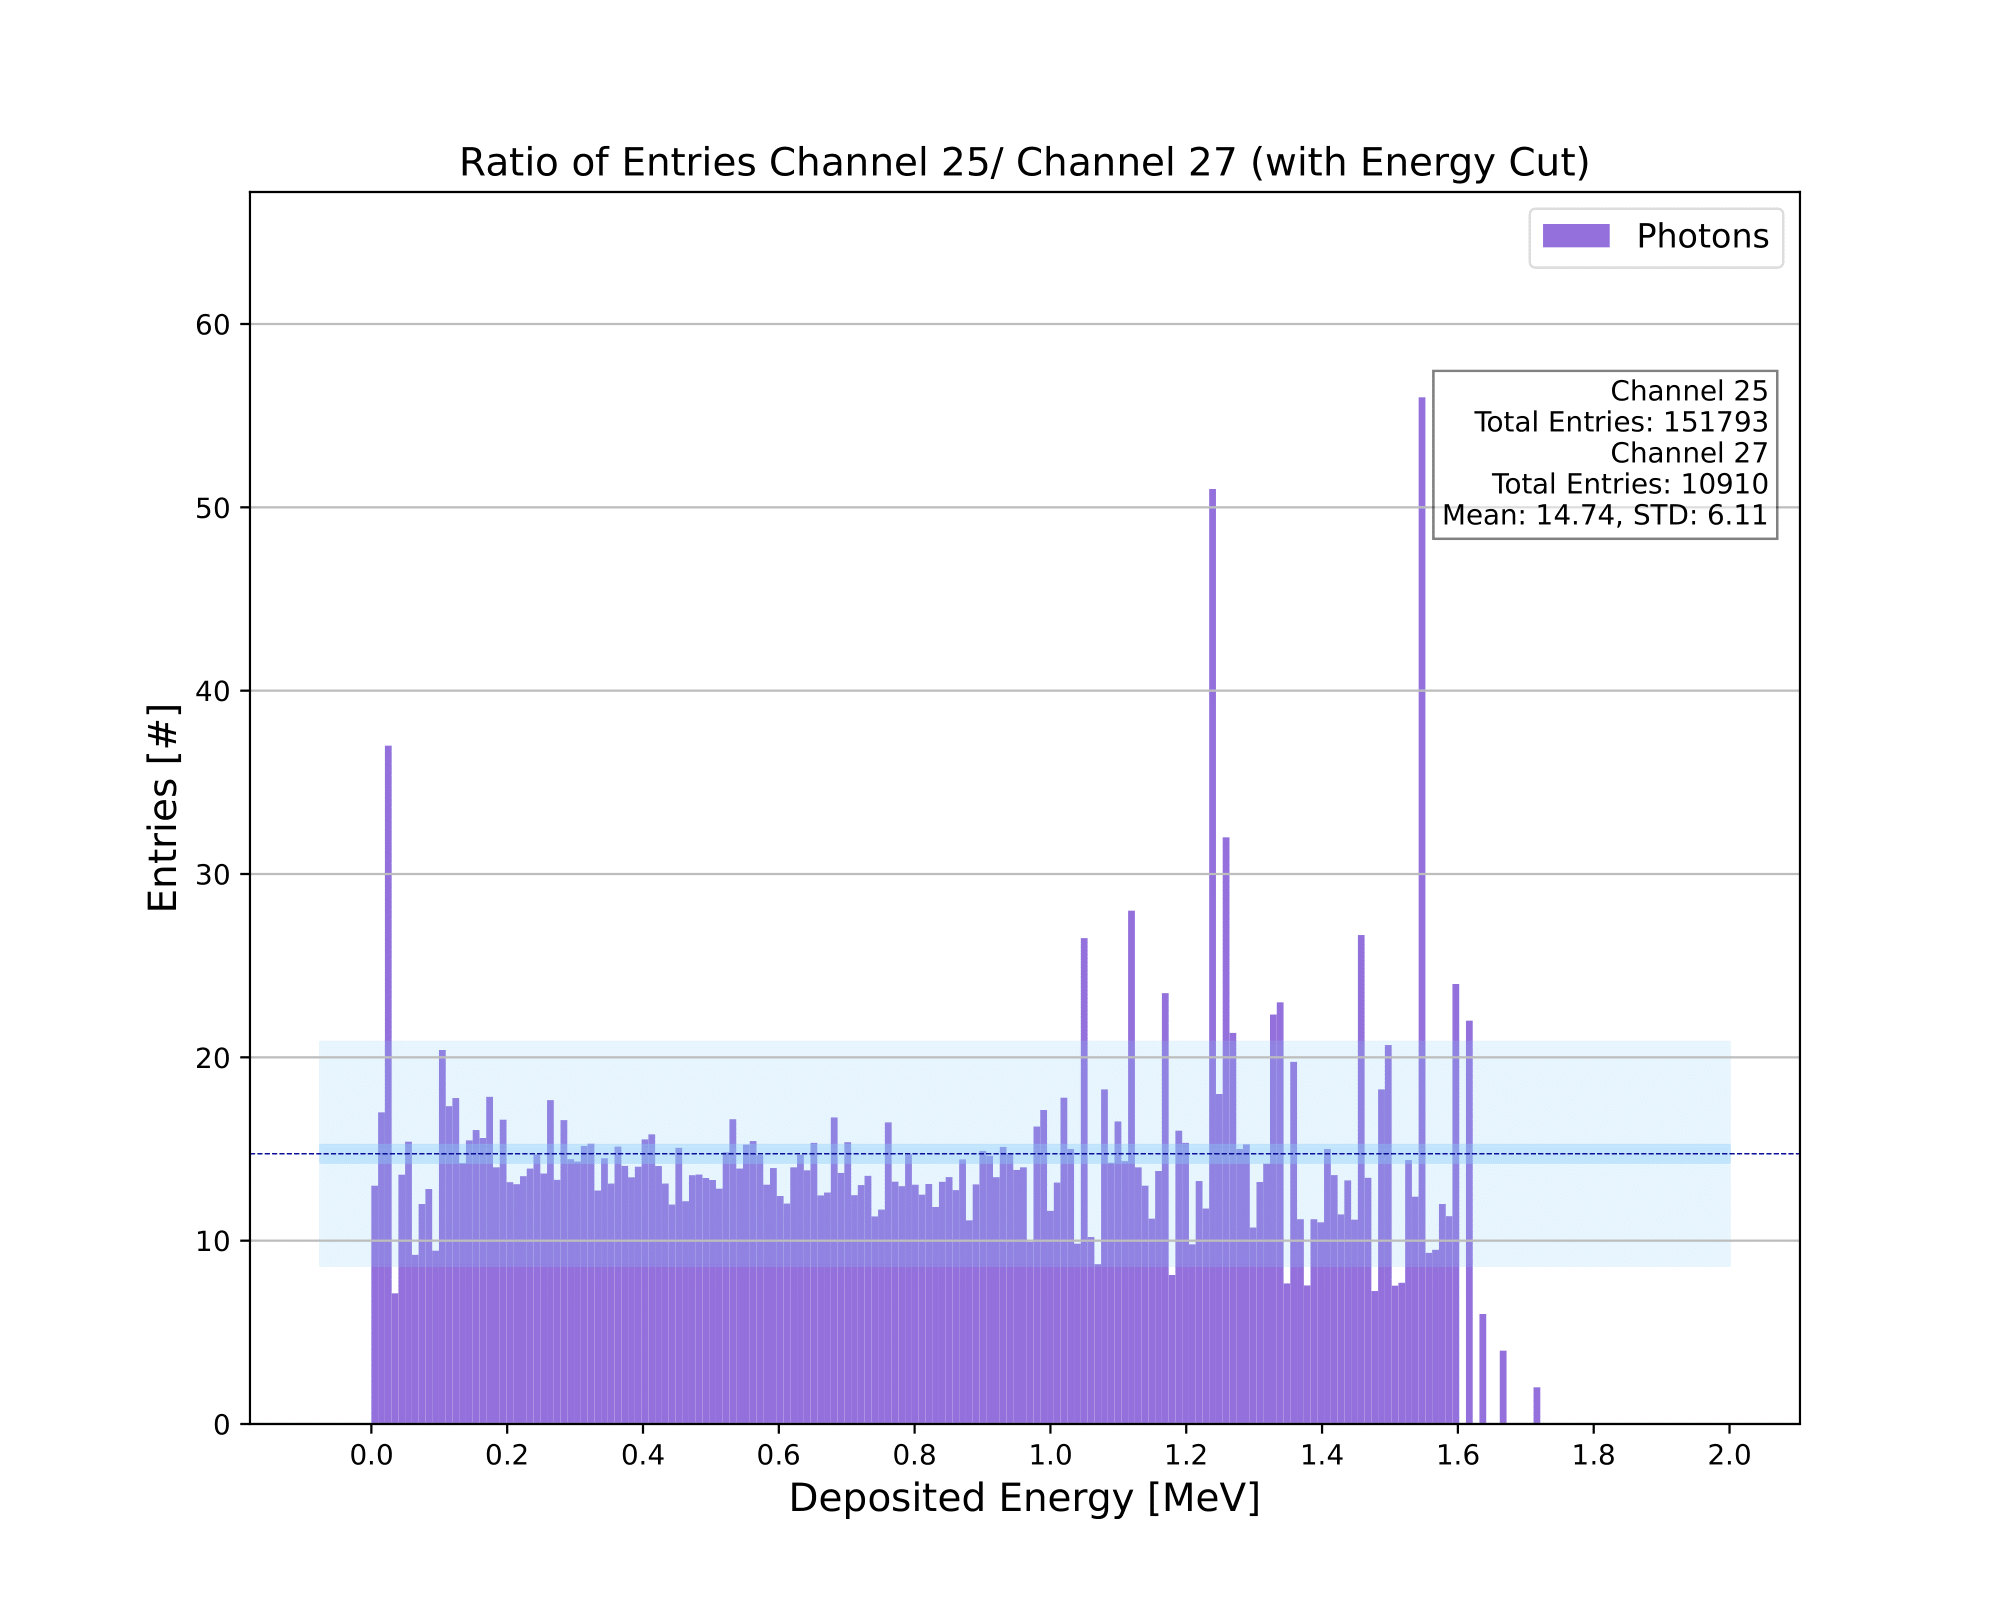 Ratio of Entries Channel 25/ Channel 27 (with Energy Cut)
Photons
60
50
40
30
20
10
0
Channel 25
Total Entries: 151793
Channel 27
Total Entries: 10910
Mean: 14.74, STD: 6.11
Entries [#]
0.0 0.2 0.4 0.6 0.8 1.0 1.2 1.4 1.6 1.8 2.0
Deposited Energy [MeV]